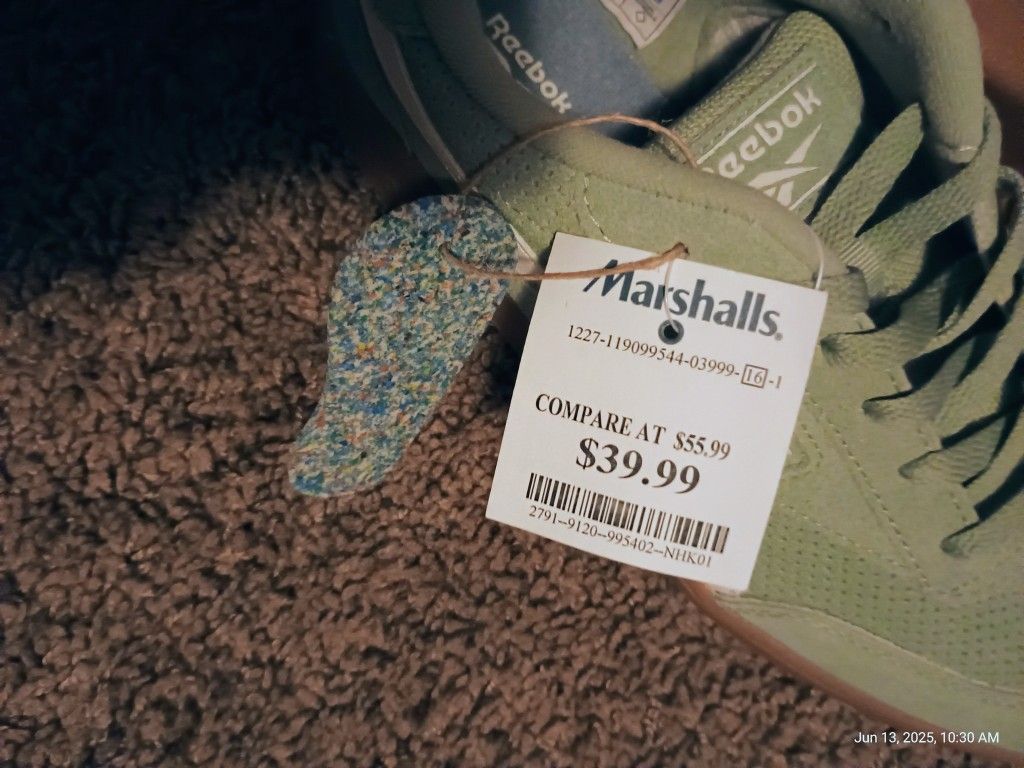 Reebok
Reebok
Marshalls.
1227-119099544-03999-16-1
COMPARE AT $55.99
$39.99
2791--9120--995402--NHK01
Jun 13, 2025, 10:30 AM